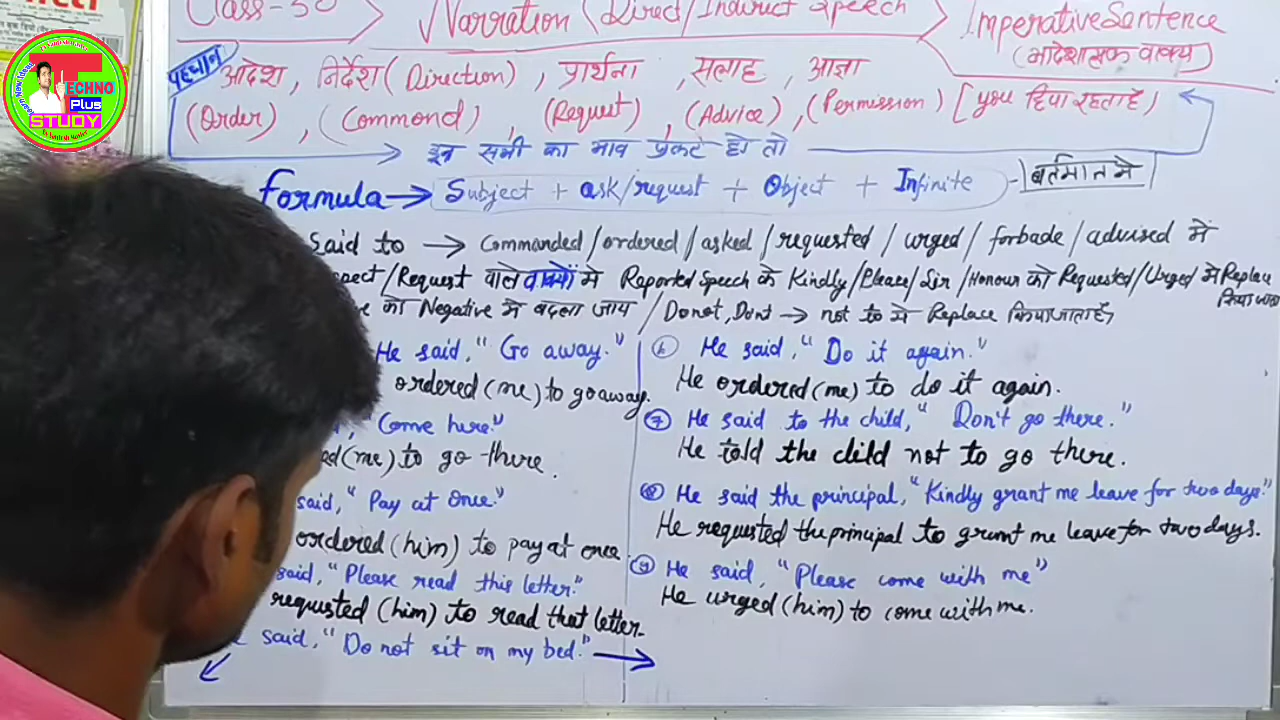 Class-30
Narration (Direct/Indirect Speech
Imperative Sentence
(आदेशात्मक वाक्य)
पहचान
आदेश, निर्देश (Direction), प्रार्थना, सलाह आज्ञा
(Order), (Commond), (Request), (Advice), (Permission) [you छिपा रहता है)
इन सभी का भाव प्रकट हो तो
Formula → Subject + ask/request + Object + Infinite
वर्तमान मे
Said to → Commanded/ordered/asked/requested/urged/forbade/advised में
pect/Request वाले वाक्यों मे Reported Speech के Kindly/Please/Sir/Honour को Requested/Urged मे Replace
किया जाय
को Negative मे बदला जाय / Do not, Dont → not to मे Replace किया जाता है,
He said, "Go away."
ordered (me) to go away.
"Come here."
ed (me) to go there.
said, "Pay at once."
ordered (him) to pay at once.
said, "Please read this letter."
requested (him) to read that letter.
said, "Do not sit on my bed."
He said, "Do it again."
He ordered (me) to do it again.
⑦ He said to the child, "Don't go there."
He told the child not to go there.
⑧ He said the principal, "Kindly grant me leave for two days."
He requested the principal to grant me leave for two days.
⑨ He said, "Please come with me"
He urged (him) to come with me.
TECHNO
Plus
STUDY